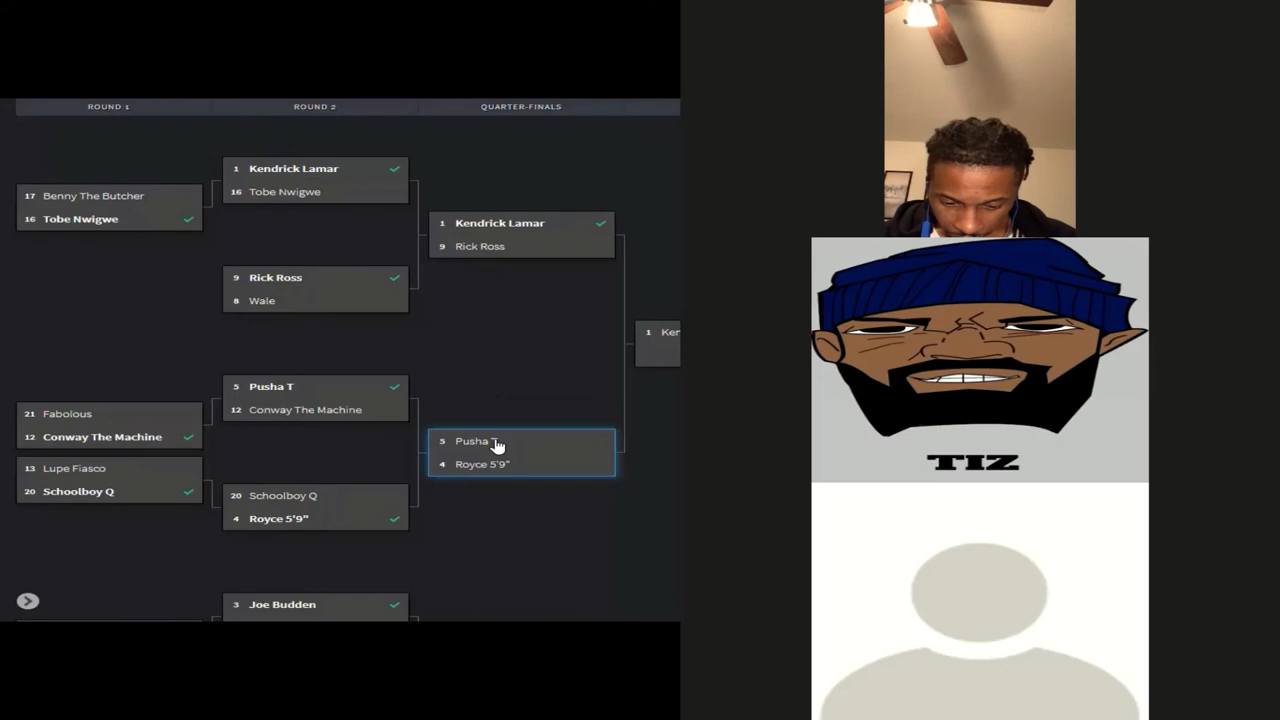 ROUND 1 ROUND 2 QUARTER-FINALS
1 Kendrick Lamar
16 Tobe Nwigwe
17 Benny The Butcher
16 Tobe Nwigwe
1 Kendrick Lamar
9 Rick Ross
9 Rick Ross
8 Wale
1 Ken
5 Pusha T
12 Conway The Machine
21 Fabolous
12 Conway The Machine
5 Pusha T
4 Royce 5'9"
13 Lupe Fiasco
20 Schoolboy Q
20 Schoolboy Q
4 Royce 5'9"
3 Joe Budden
TIZ